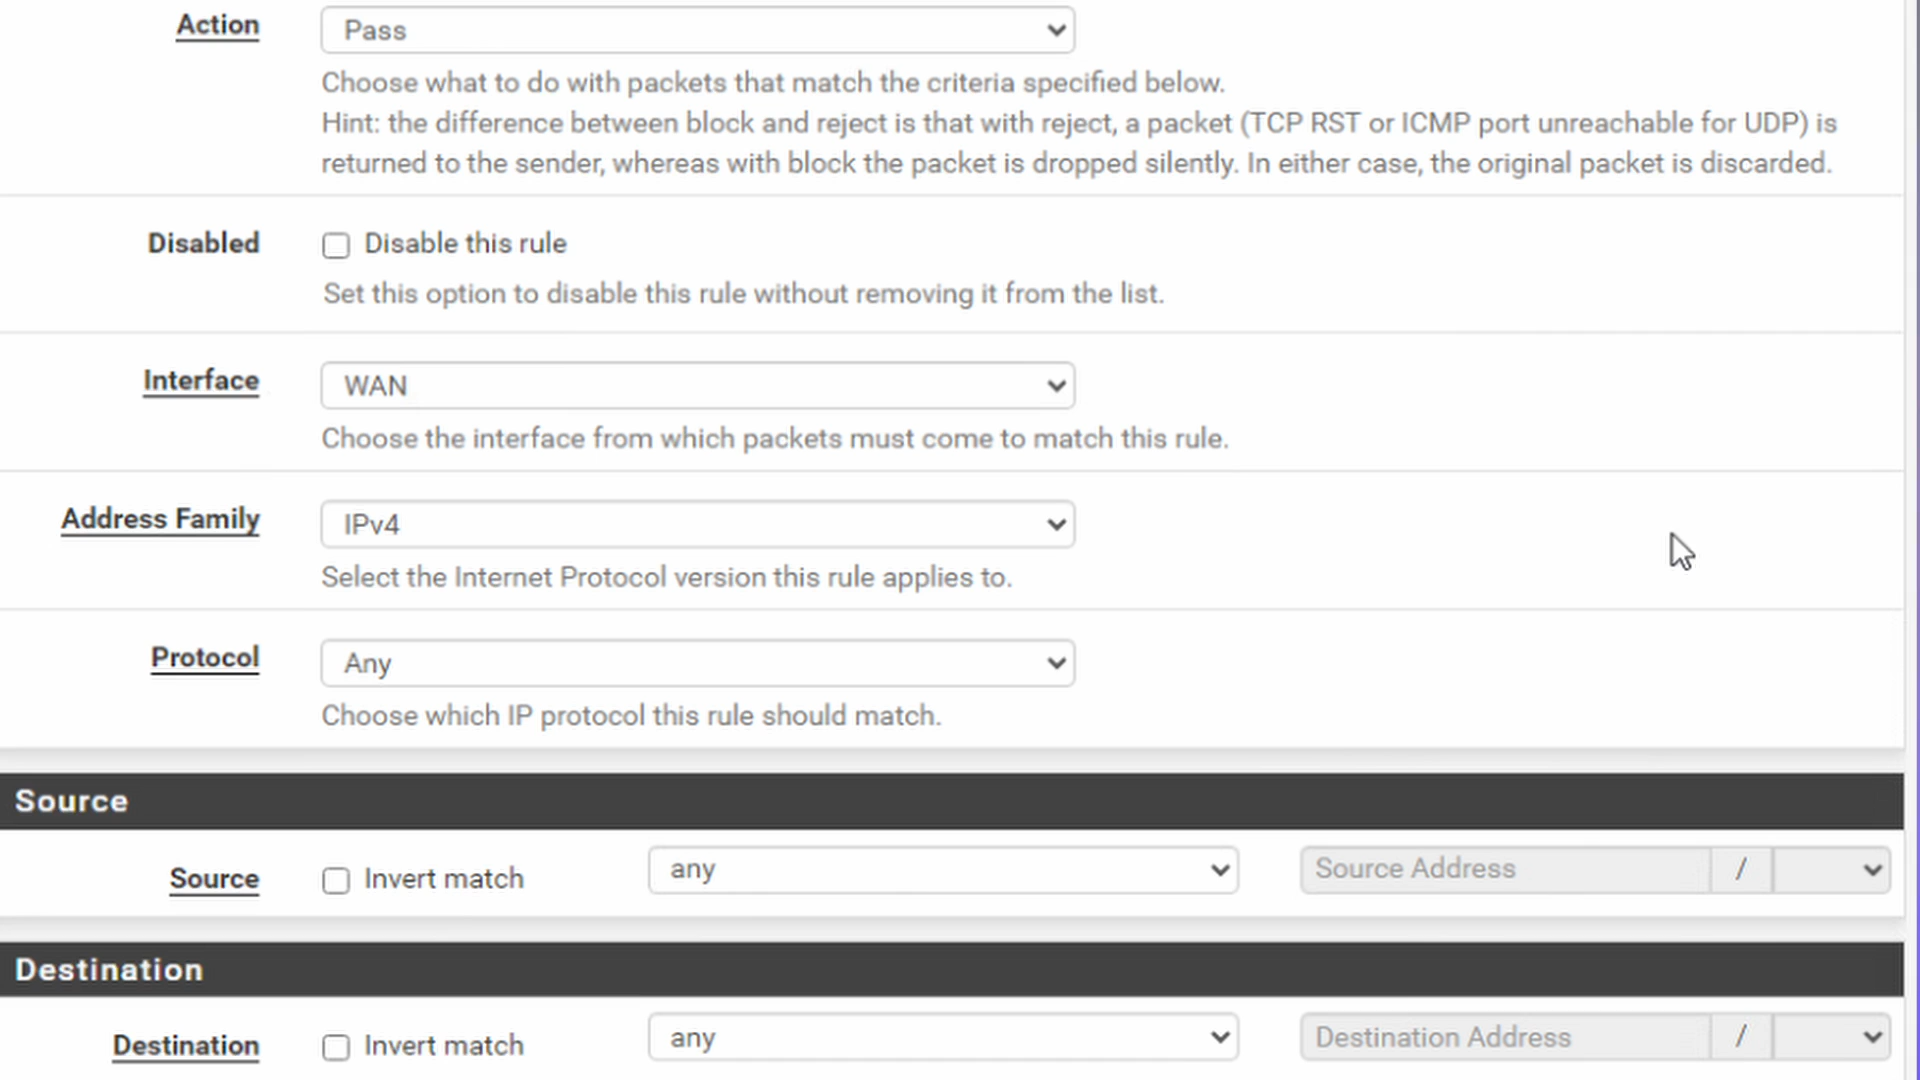 Action
Pass
Choose what to do with packets that match the criteria specified below.
Hint: the difference between block and reject is that with reject, a packet (TCP RST or ICMP port unreachable for UDP) is
returned to the sender, whereas with block the packet is dropped silently. In either case, the original packet is discarded.
Disabled
Disable this rule
Set this option to disable this rule without removing it from the list.
Interface
WAN
Choose the interface from which packets must come to match this rule.
Address Family
IPv4
Select the Internet Protocol version this rule applies to.
Protocol
Any
Choose which IP protocol this rule should match.
Source
Source
Invert match
any
Source Address
/
Destination
Destination
Invert match
any
Destination Address
/